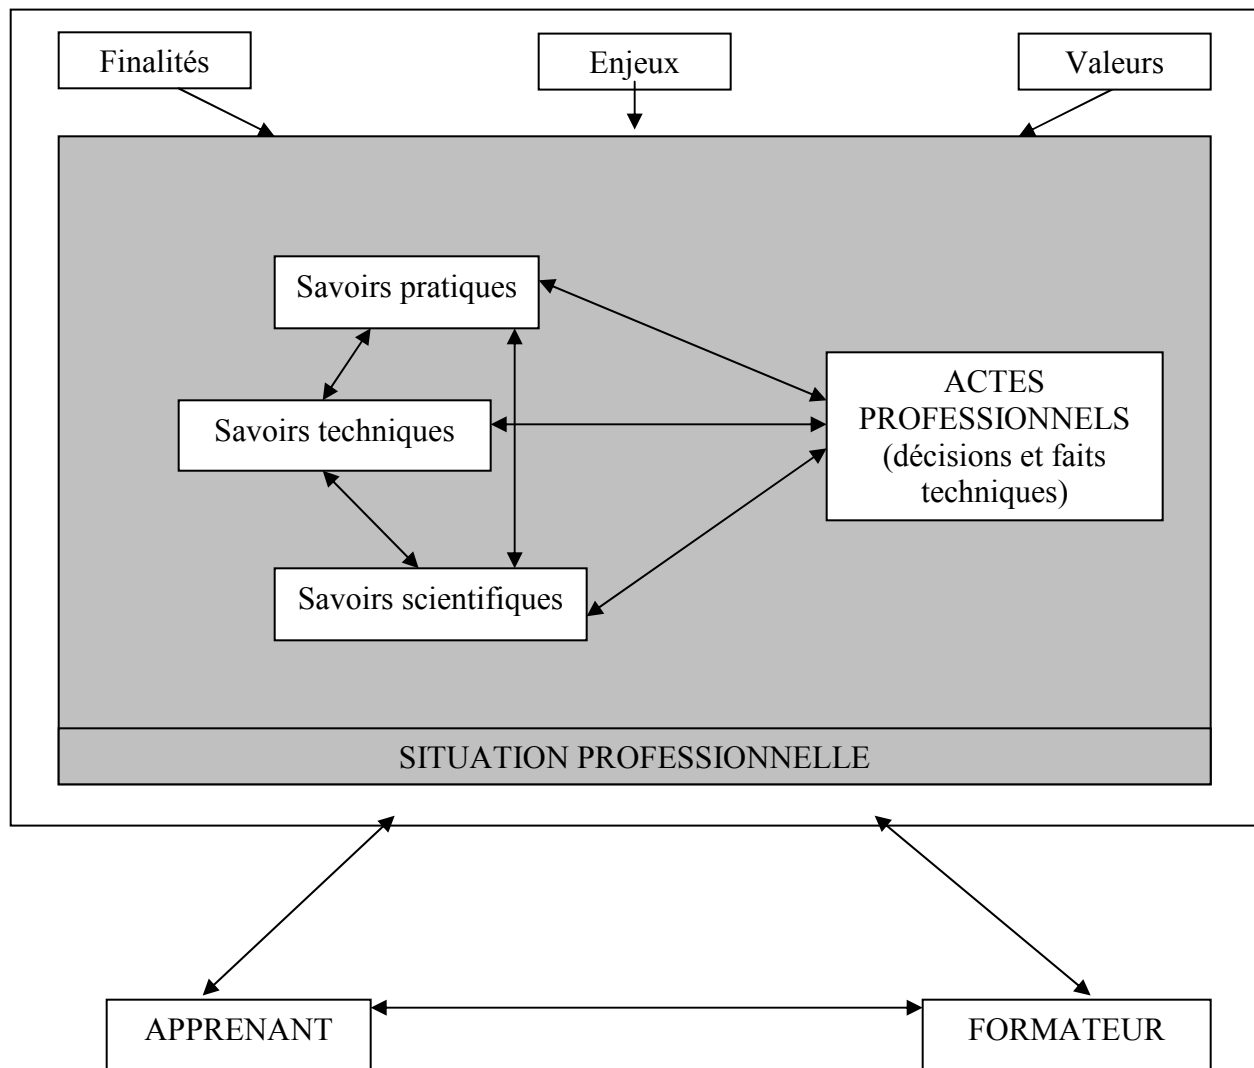 Finalités
Enjeux
Valeurs
Savoirs pratiques
ACTES
PROFESSIONNELS
(décisions et faits
techniques)
Savoirs techniques
Savoirs scientifiques
SITUATION PROFESSIONNELLE
APPRENANT
FORMATEUR